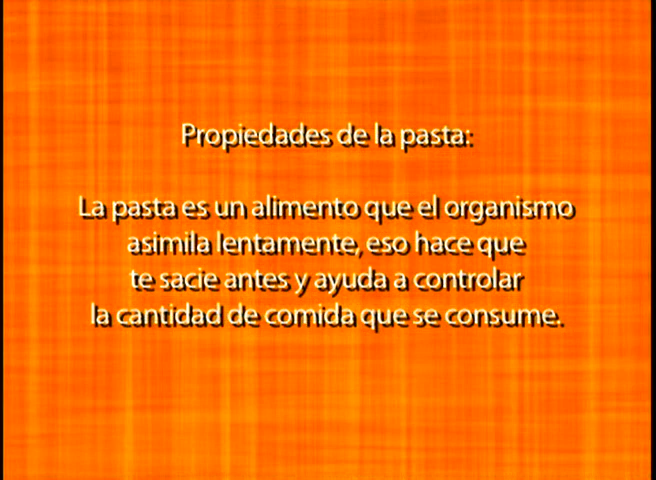 Propiedades de la pasta:
La pasta es un alimento que el organismo
asimila lentamente, eso hace que
te sacie antes y ayuda a controlar
la cantidad de comida que se consume.